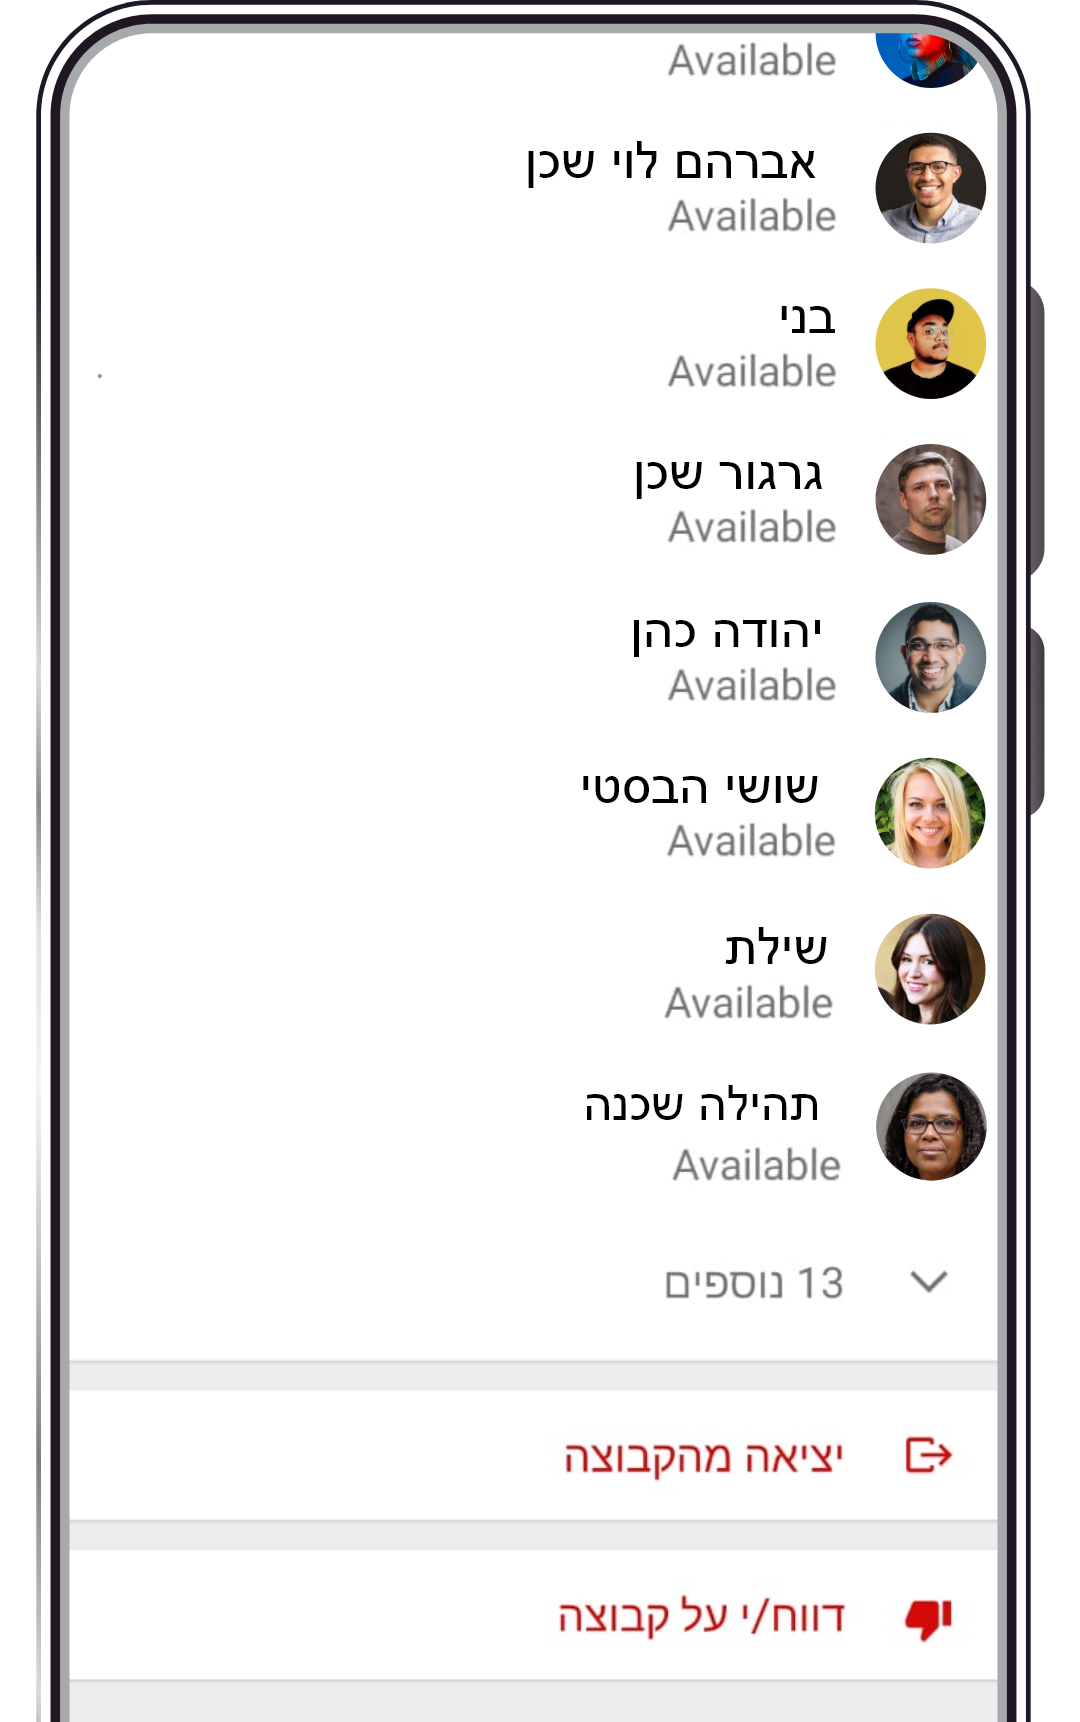 Available
אברהם לוי שכן
Available
בני
Available
גרגור שכן
Available
יהודה כהן
Available
שושי הבסטי
Available
שילת
Available
תהילה שכנה
Available
13 נוספים
יציאה מהקבוצה
דווח/י על קבוצה